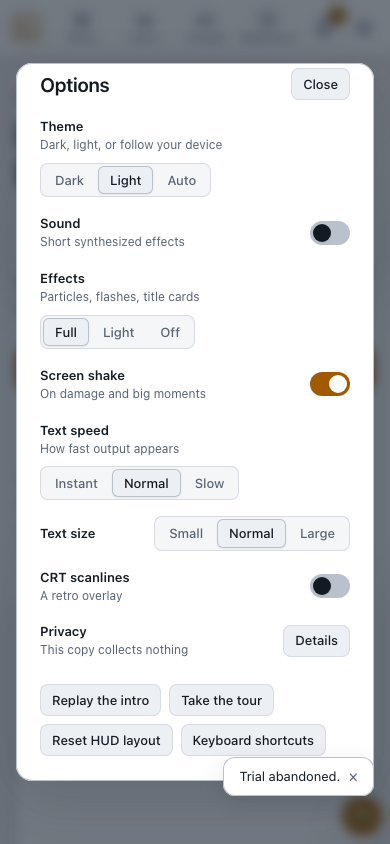 Options
Close
Theme
Dark, light, or follow your device
Dark Light Auto
Sound
Short synthesized effects
Effects
Particles, flashes, title cards
Full Light Off
Screen shake
On damage and big moments
Text speed
How fast output appears
Instant Normal Slow
Text size
Small Normal Large
CRT scanlines
A retro overlay
Privacy
This copy collects nothing
Details
Replay the intro
Take the tour
Reset HUD layout
Keyboard shortcuts
Trial abandoned. ×